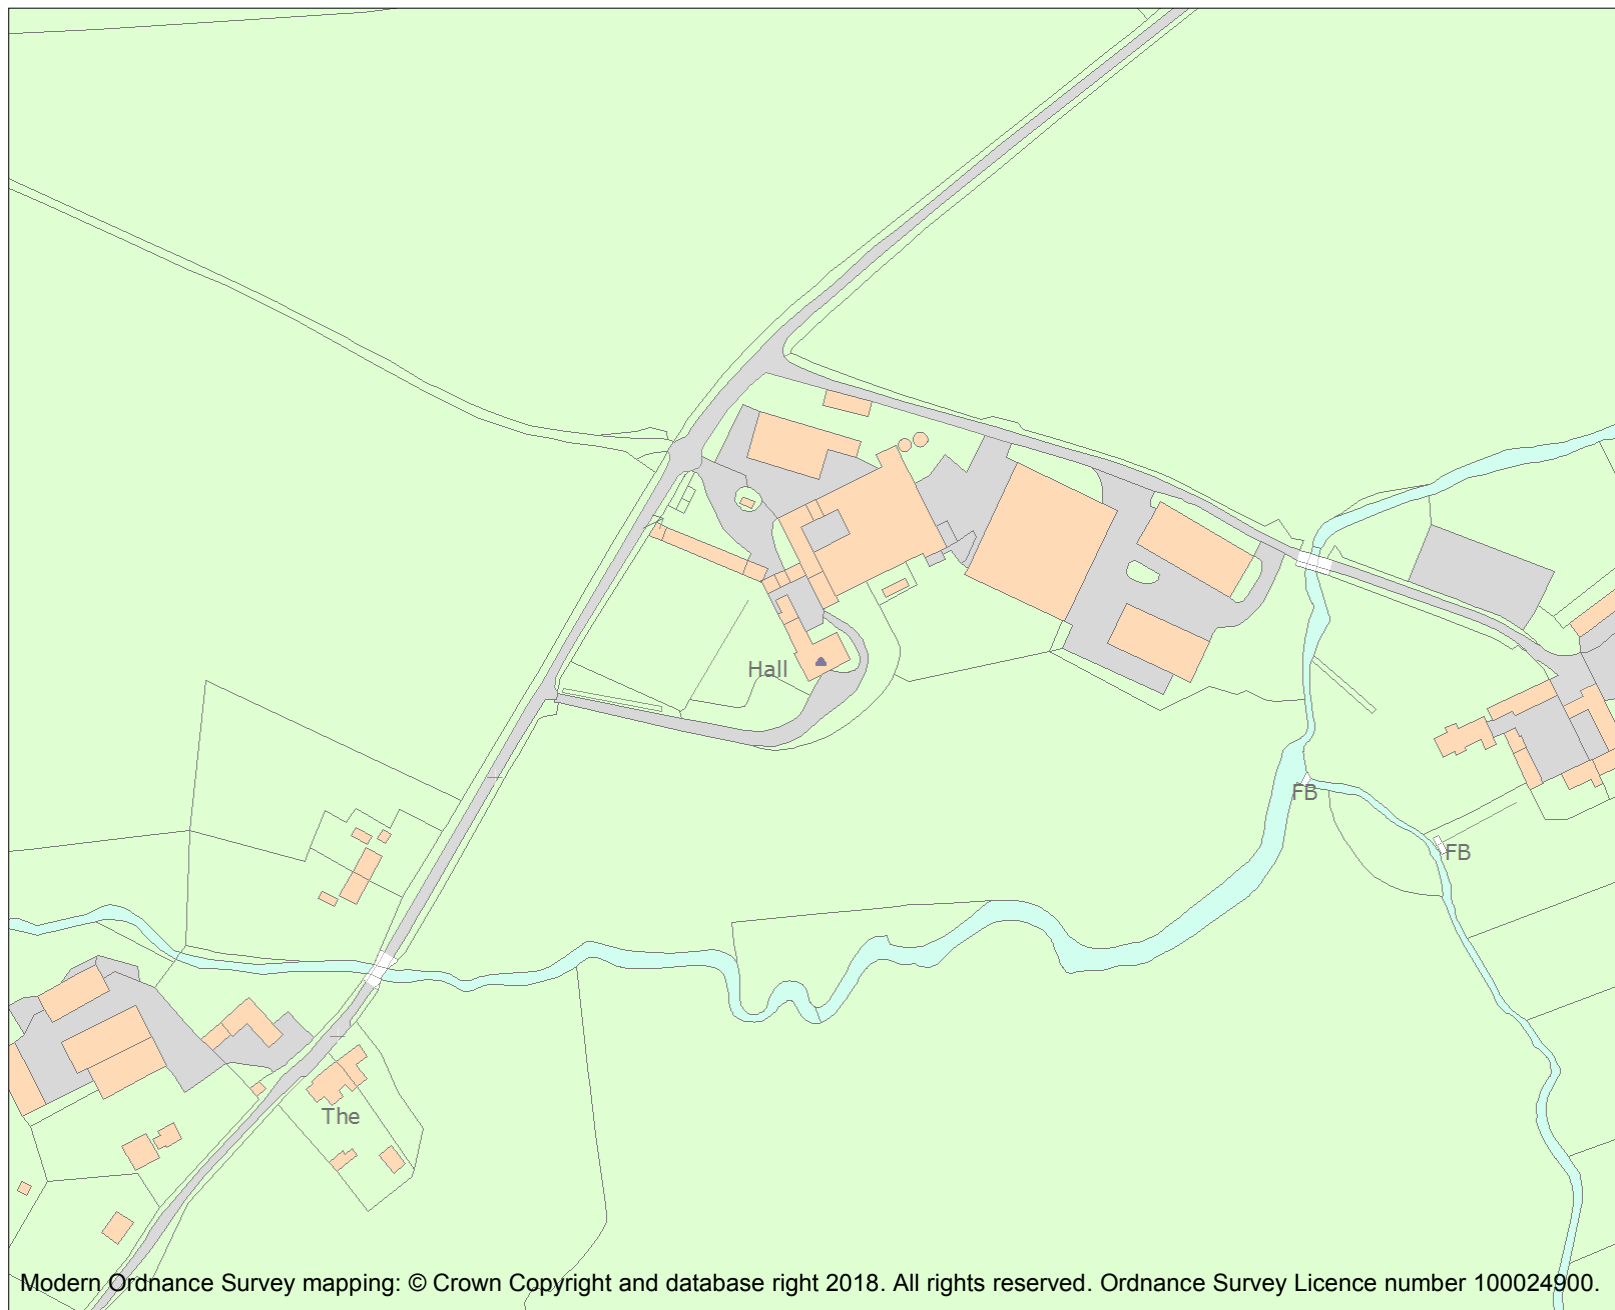 Hall
FB
FB
The
Modern Ordnance Survey mapping: © Crown Copyright and database right 2018. All rights reserved. Ordnance Survey Licence number 100024900.